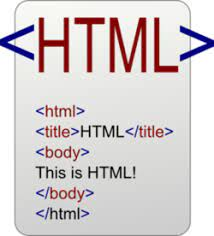 <HTML>
<html>
<title>HTML</title>
<body>
This is HTML!
</body>
</html>